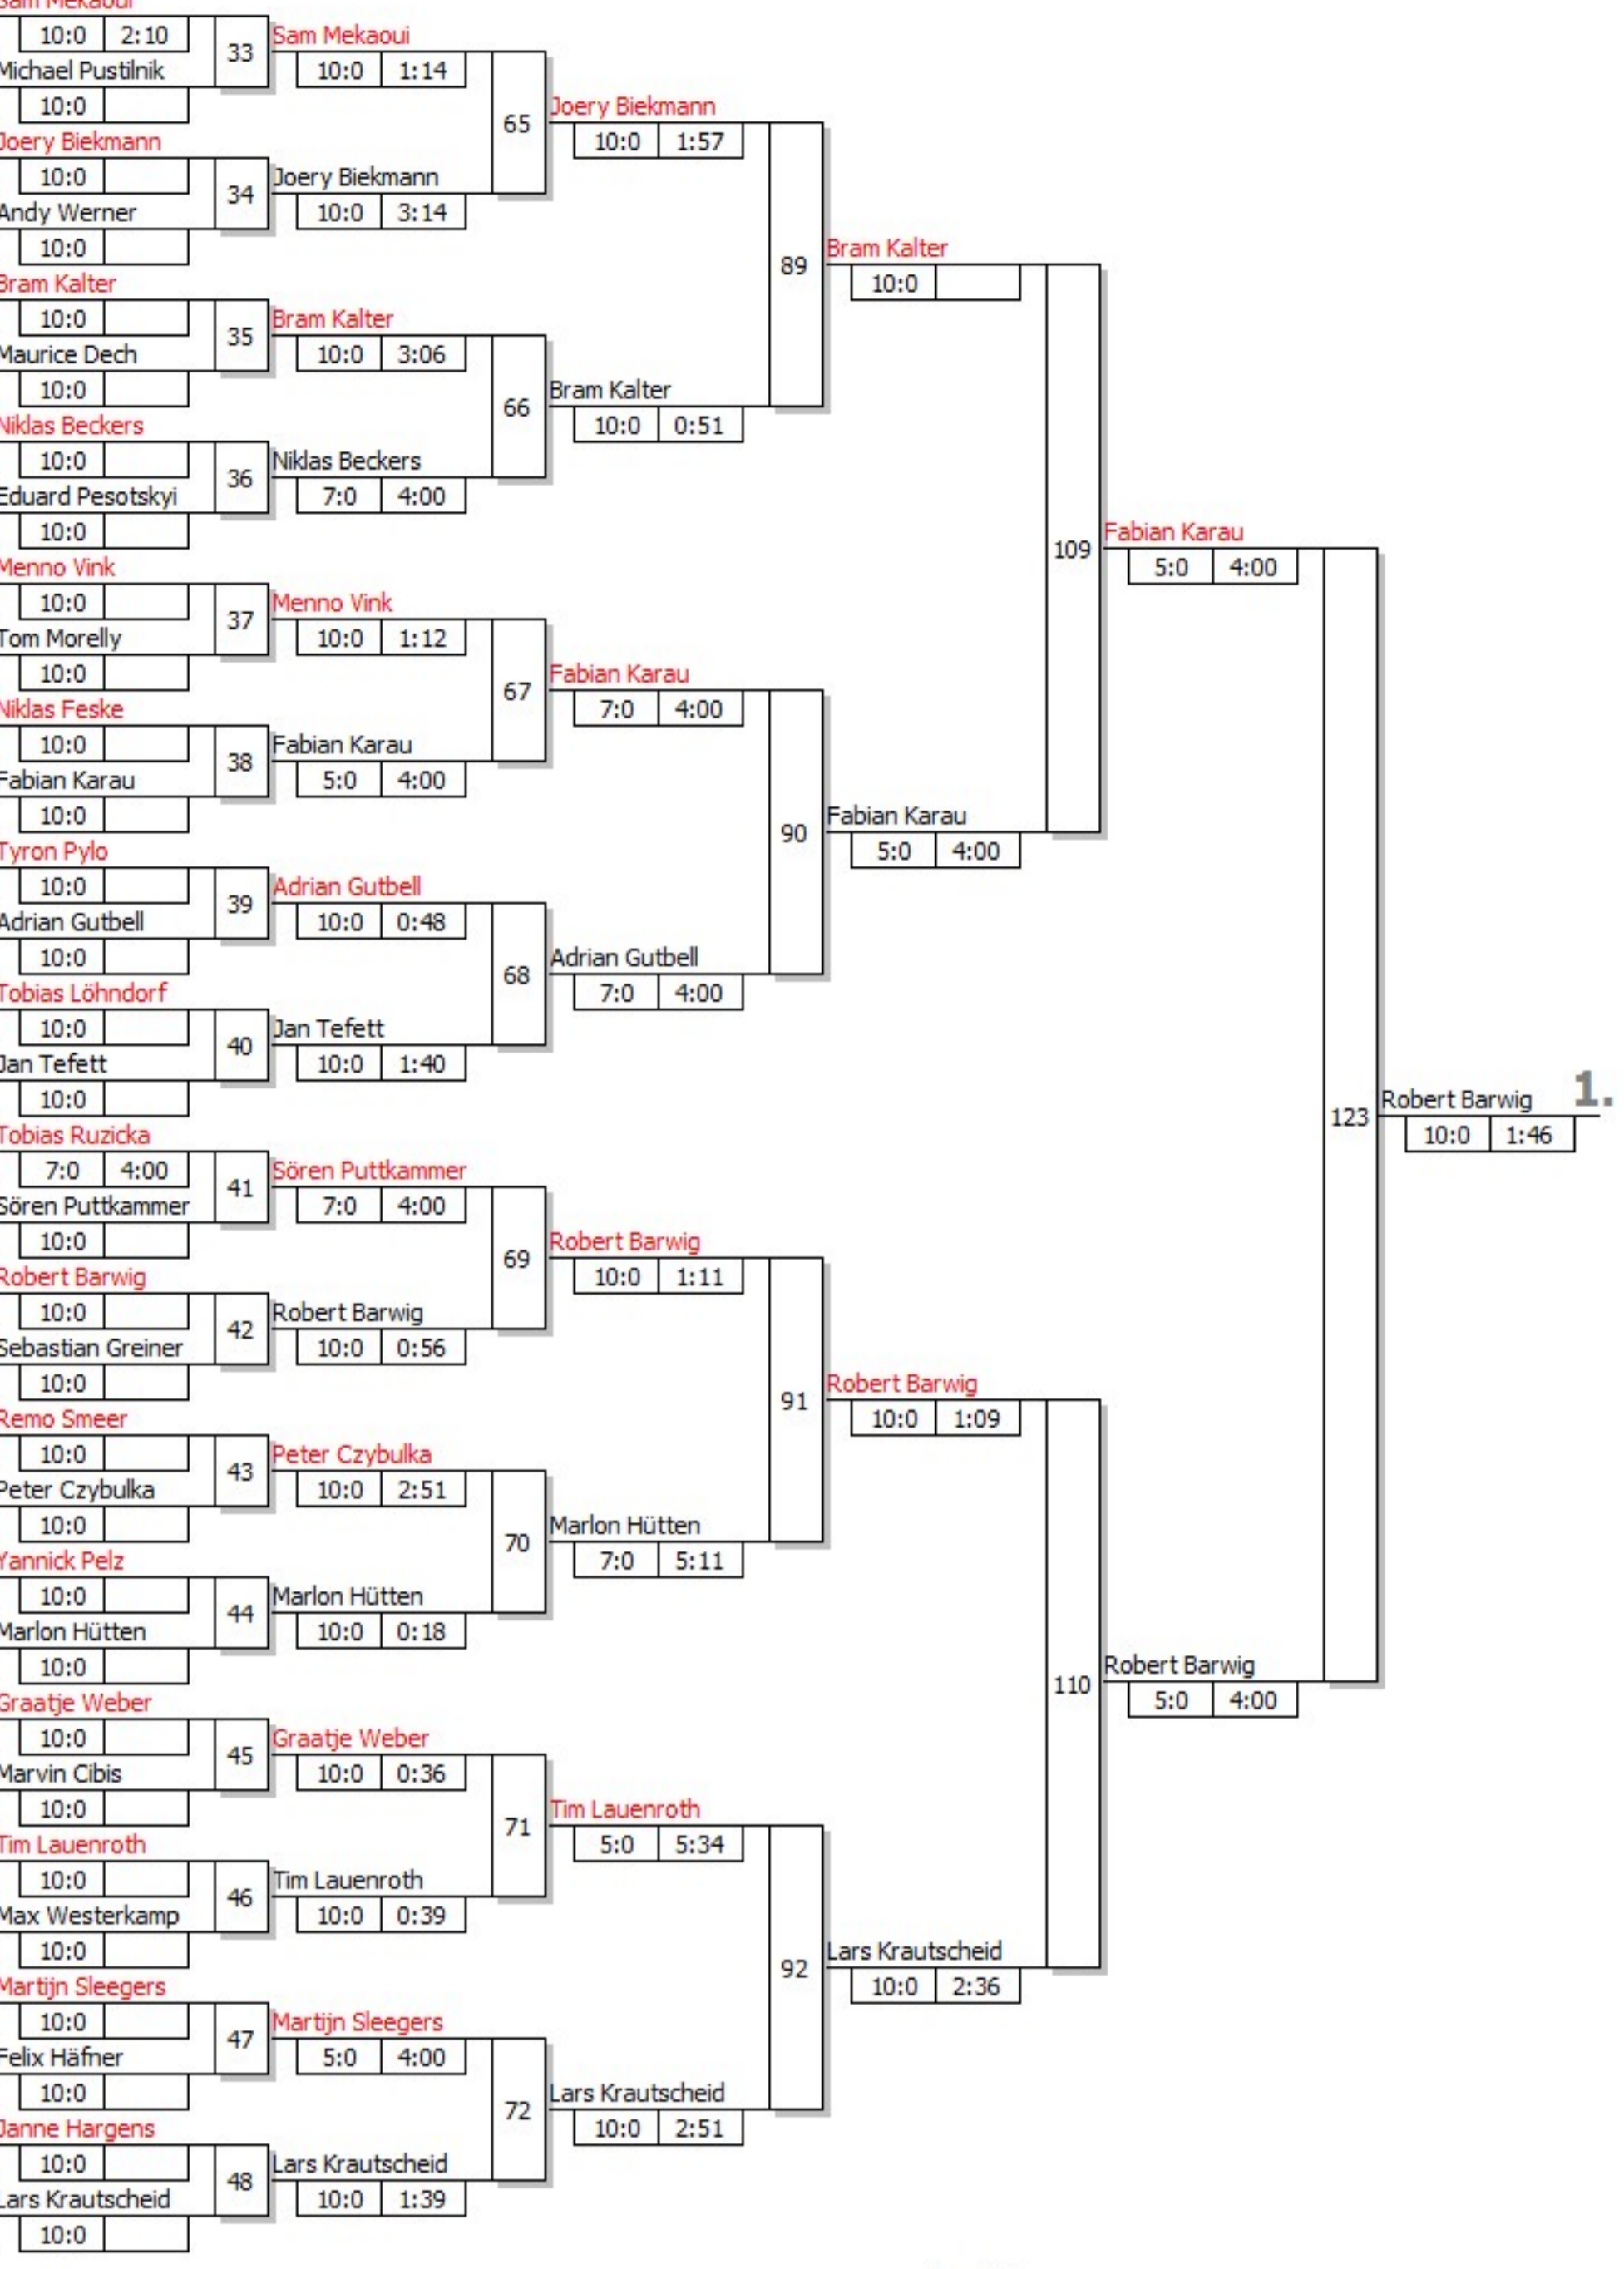 Sam Mekaoui
10:0 2:10
33
Sam Mekaoui
Michael Pustilnik
10:0 1:14
10:0
65
Joery Biekmann
Joery Biekmann
10:0 1:57
10:0
34
Joery Biekmann
Andy Werner
10:0 3:14
10:0
89
Bram Kalter
Bram Kalter
10:0
10:0
35
Bram Kalter
Maurice Dech
10:0 3:06
10:0
66
Bram Kalter
Niklas Beckers
10:0 0:51
10:0
36
Niklas Beckers
Eduard Pesotskyi
7:0 4:00
10:0
109
Fabian Karau
5:0 4:00
Menno Vink
10:0
37
Menno Vink
Tom Morelly
10:0 1:12
10:0
67
Fabian Karau
Niklas Feske
7:0 4:00
10:0
38
Fabian Karau
Fabian Karau
5:0 4:00
10:0
90
Fabian Karau
5:0 4:00
Tyron Pylo
10:0
39
Adrian Gutbell
Adrian Gutbell
10:0 0:48
10:0
68
Adrian Gutbell
Tobias Löhndorf
7:0 4:00
10:0
40
Jan Tefett
Jan Tefett
10:0 1:40
10:0
123
Robert Barwig
1.
10:0 1:46
Tobias Ruzicka
7:0 4:00
41
Sören Puttkammer
Sören Puttkammer
7:0 4:00
10:0
69
Robert Barwig
Robert Barwig
10:0 1:11
10:0
42
Robert Barwig
Sebastian Greiner
10:0 0:56
10:0
91
Robert Barwig
10:0 1:09
Remo Smeer
10:0
43
Peter Czybulka
Peter Czybulka
10:0 2:51
10:0
70
Marlon Hütten
Yannick Pelz
7:0 5:11
10:0
44
Marlon Hütten
Marlon Hütten
10:0 0:18
10:0
110
Robert Barwig
5:0 4:00
Graatje Weber
10:0
45
Graatje Weber
Marvin Cibis
10:0 0:36
10:0
71
Tim Lauenroth
Tim Lauenroth
5:0 5:34
10:0
46
Tim Lauenroth
Max Westerkamp
10:0 0:39
10:0
92
Lars Krautscheid
10:0 2:36
Martijn Sleegers
10:0
47
Martijn Sleegers
Felix Häfner
5:0 4:00
10:0
72
Lars Krautscheid
Janne Hargens
10:0 2:51
10:0
48
Lars Krautscheid
Lars Krautscheid
10:0 1:39
10:0